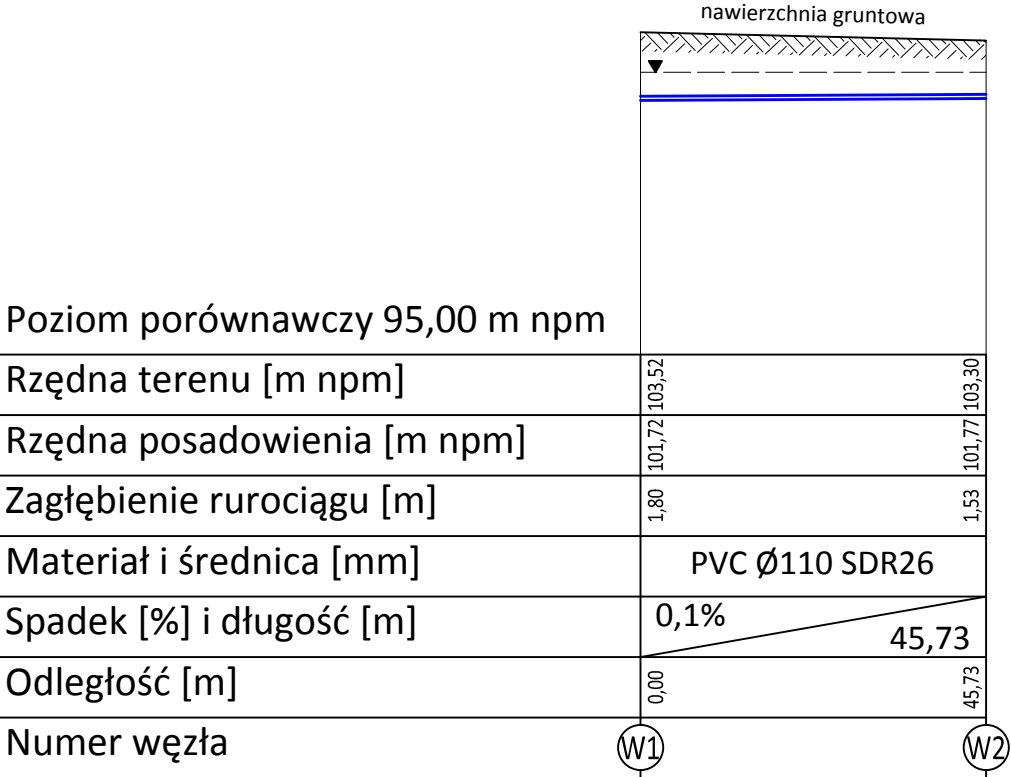 nawierzchnia gruntowa
Poziom porównawczy 95,00 m npm
Rzędna terenu [m npm] 103,52 103,30
Rzędna posadowienia [m npm] 101,72 101,77
Zagłębienie rurociągu [m] 1,80 1,53
Materiał i średnica [mm] PVC Ø110 SDR26
Spadek [%] i długość [m] 0,1% 45,73
Odległość [m] 0,00 45,73
Numer węzła W1 W2